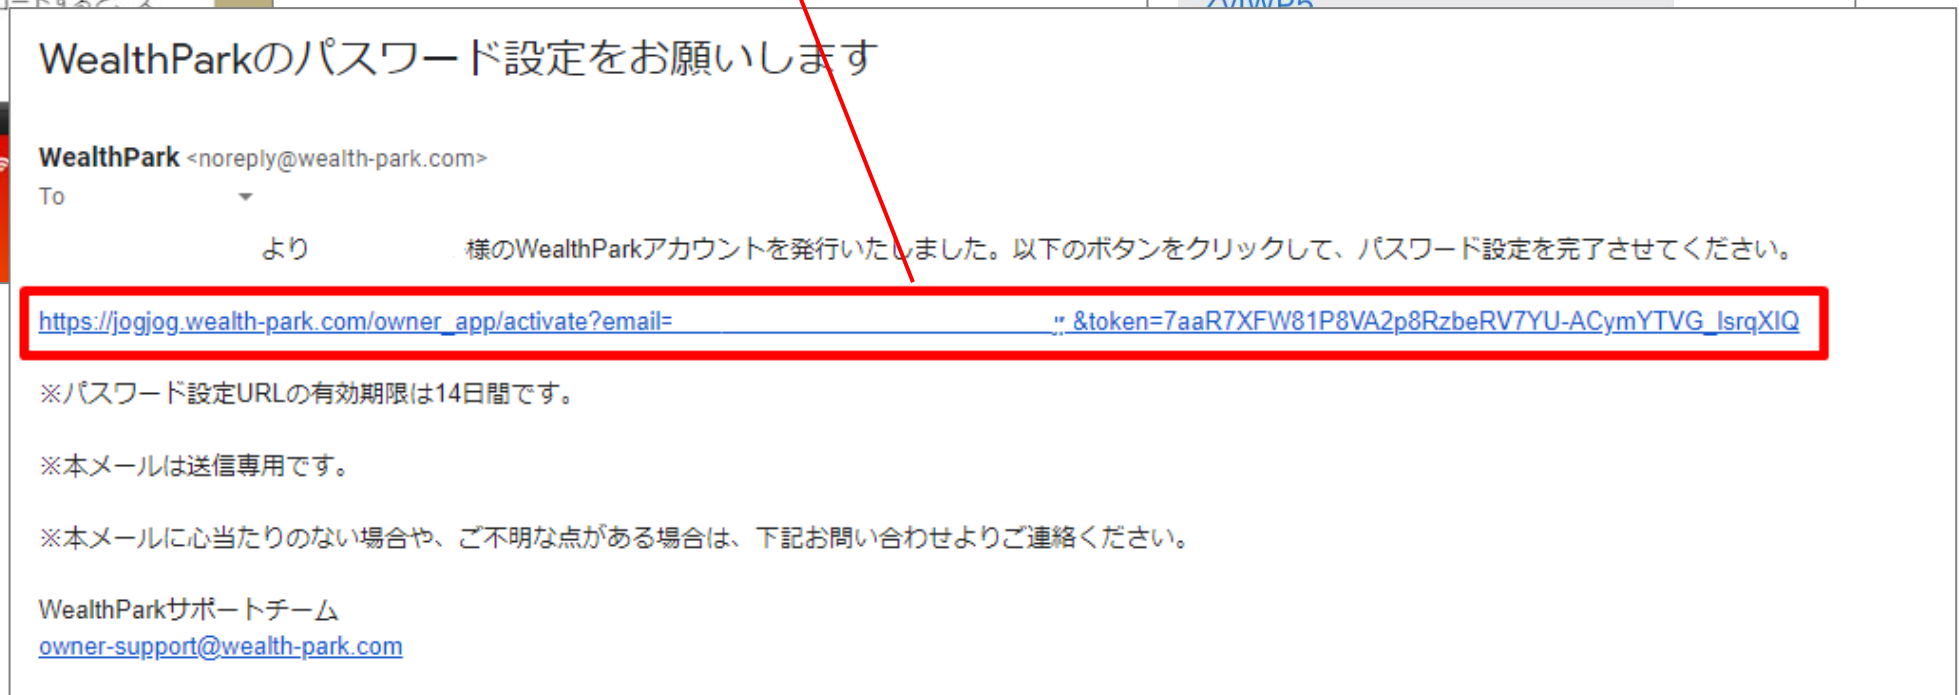 WealthParkのパスワード設定をお願いします
WealthPark <noreply@wealth-park.com>
To
より 様のWealthParkアカウントを発行いたしました。以下のボタンをクリックして、パスワード設定を完了させてください。
https://jogjog.wealth-park.com/owner_app/activate?email= &token=7aaR7XFW81P8VA2p8RzbeRV7YU-ACymYTVG_IsrqXIQ
※パスワード設定URLの有効期限は14日間です。
※本メールは送信専用です。
※本メールに心当たりのない場合や、ご不明な点がある場合は、下記お問い合わせよりご連絡ください。
WealthParkサポートチーム
owner-support@wealth-park.com